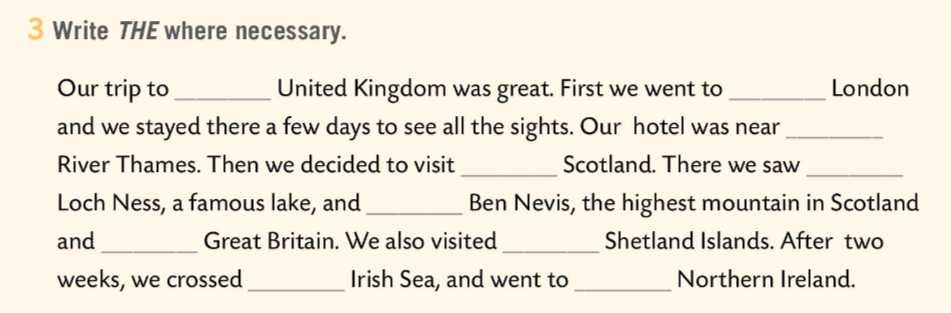 3 Write THE where necessary.
Our trip to ________ United Kingdom was great. First we went to ________ London
and we stayed there a few days to see all the sights. Our hotel was near ________
River Thames. Then we decided to visit ________ Scotland. There we saw ________
Loch Ness, a famous lake, and ________ Ben Nevis, the highest mountain in Scotland
and ________ Great Britain. We also visited ________ Shetland Islands. After two
weeks, we crossed ________ Irish Sea, and went to ________ Northern Ireland.